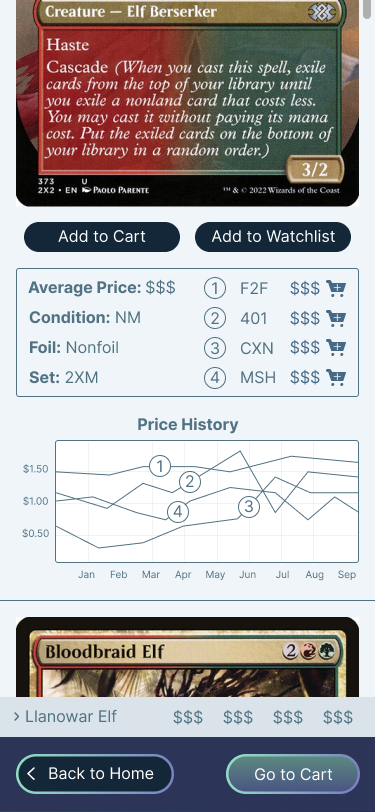 Creature — Elf Berserker
Haste
Cascade (When you cast this spell, exile
cards from the top of your library until
you exile a nonland card that costs less.
You may cast it without paying its mana
cost. Put the exiled cards on the bottom of
your library in a random order.)
3/2
373 U
2X2 • EN PAOLO PARENTE
™ & © 2022 Wizards of the Coast
Add to Cart
Add to Watchlist
Average Price: $$$
1 F2F $$$
Condition: NM
2 401 $$$
Foil: Nonfoil
3 CXN $$$
Set: 2XM
4 MSH $$$
Price History
$1.50
$1.00
$0.50
1
2
4
3
Jan Feb Mar Apr May Jun Jul Aug Sep
Bloodbraid Elf
2
> Llanowar Elf $$$ $$$ $$$ $$$
< Back to Home
Go to Cart